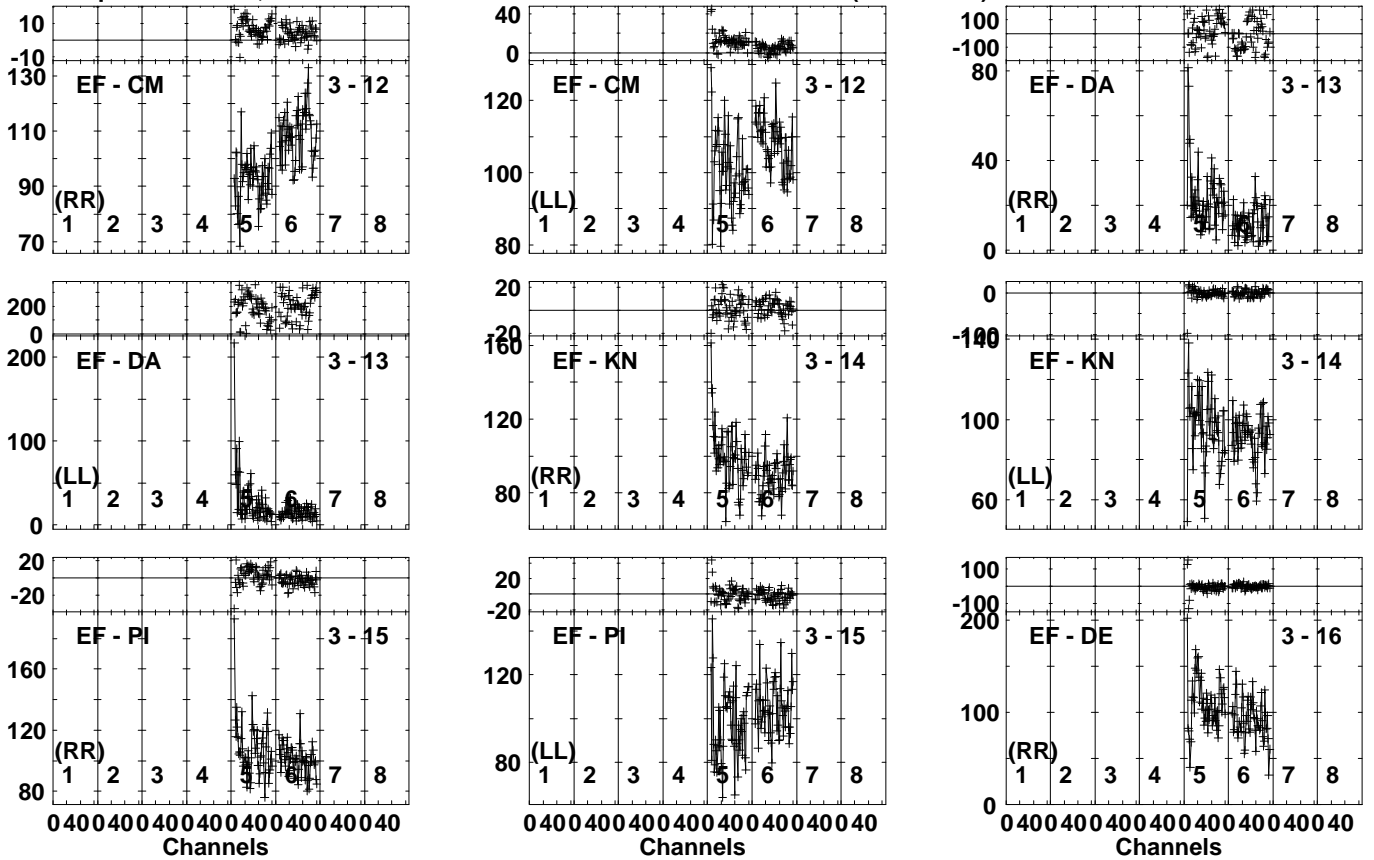 10 40 100
-10 0 -100
130 EF - CM 3 - 12 120 EF - CM 3 - 12 80 EF - DA 3 - 13
110 100 40
90
(RR) (LL) (RR)
1 2 3 4 5 6 7 8 1 2 3 4 5 6 7 8 1 2 3 4 5 6 7 8
70 80 0
200 20 0
0 -20 -100
200 EF - DA 3 - 13 160 EF - KN 3 - 14 140 EF - KN 3 - 14
100 120 100
(LL) (RR) (LL)
1 2 3 4 5 6 7 8 1 2 3 4 5 6 7 8 1 2 3 4 5 6 7 8
0 80 60
20 20 100
-20 -20 -100
160 EF - PI 3 - 15 120 EF - PI 3 - 15 200 EF - DE 3 - 16
120 100
(RR) (LL) (RR)
1 2 3 4 5 6 7 8 1 2 3 4 5 6 7 8 1 2 3 4 5 6 7 8
80 80 0
0 40 0 40 0 40 0 40 0 40 0 40 0 40 0 40 0 40 0 40 0 40 0 40 0 40 0 40 0 40 0 40 0 40 0 40 0 40 0 40 0 40 0 40 0 40 0 40
Channels Channels Channels